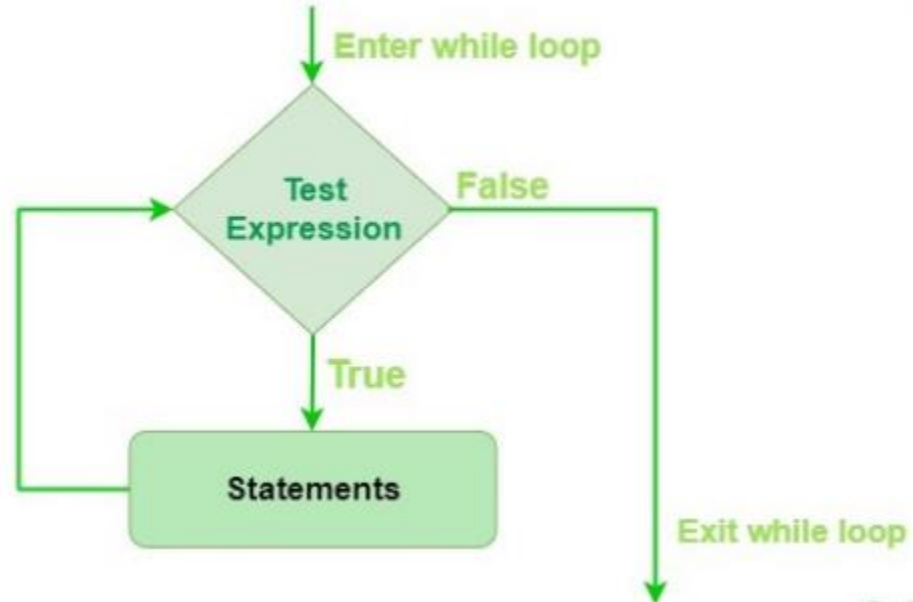 Enter while loop
Test
Expression
False
True
Statements
Exit while loop